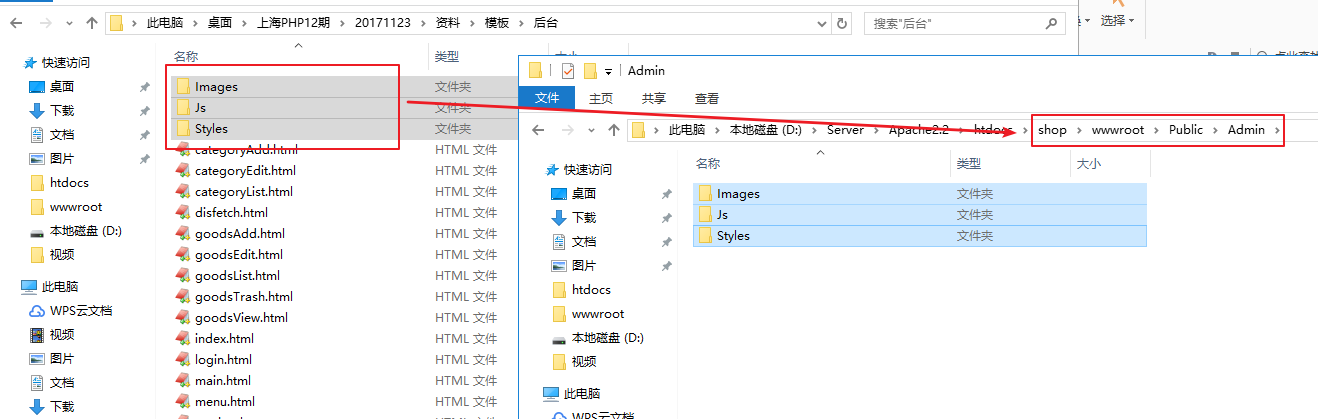 此电脑 › 桌面 › 上海PHP12期 › 20171123 › 资料 › 模板 › 后台
搜索"后台"
选择
名称
类型
快速访问
桌面
下载
文档
图片
htdocs
wwwroot
本地磁盘 (D:)
视频
此电脑
WPS云文档
视频
图片
文档
下载
Images 文件夹
Js 文件夹
Styles 文件夹
categoryAdd.html HTML 文件
categoryEdit.html HTML 文件
categoryList.html HTML 文件
disfetch.html HTML 文件
goodsAdd.html HTML 文件
goodsEdit.html HTML 文件
goodsList.html HTML 文件
goodsTrash.html HTML 文件
goodsView.html HTML 文件
index.html HTML 文件
login.html HTML 文件
main.html HTML 文件
menu.html HTML 文件
Admin
文件 主页 共享 查看
此电脑 › 本地磁盘 (D:) › Server › Apache2.2 › htdocs › shop › wwwroot › Public › Admin ›
名称 类型 大小
快速访问
桌面
下载
文档
图片
htdocs
wwwroot
本地磁盘 (D:)
视频
此电脑
WPS云文档
Images 文件夹
Js 文件夹
Styles 文件夹